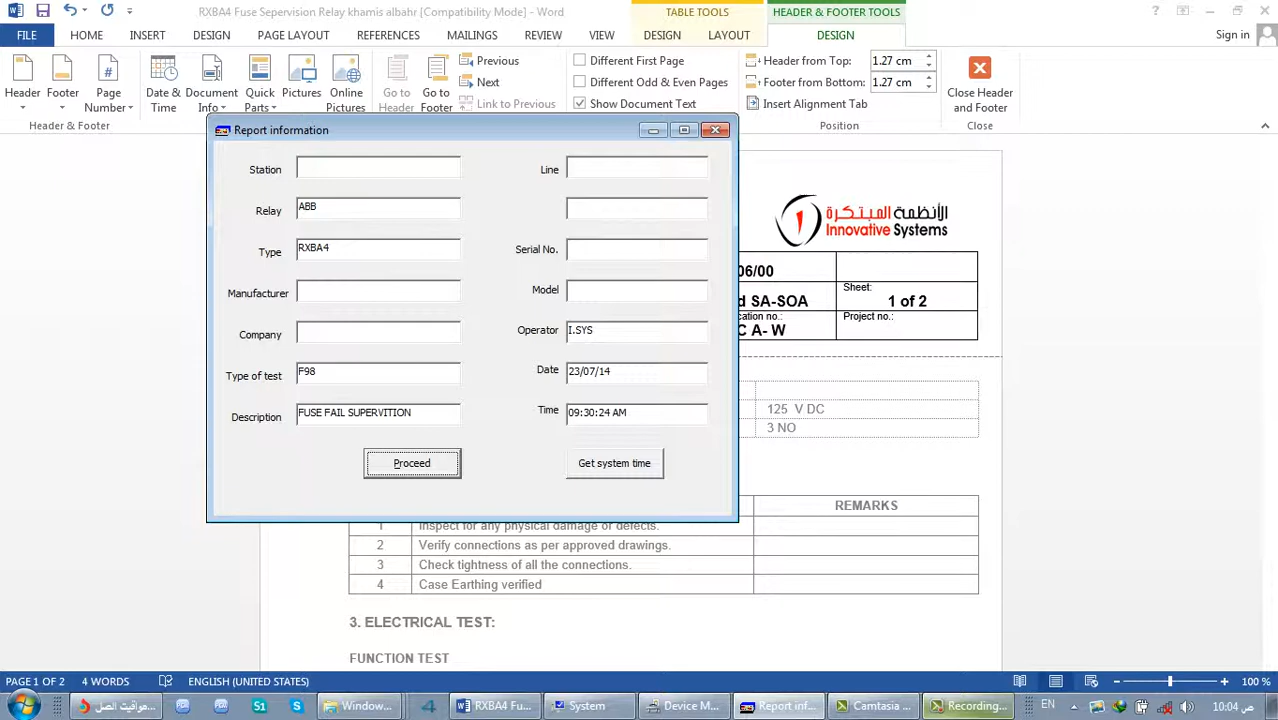 RXBA4 Fuse Sepervision Relay khamis albahr [Compatibility Mode] - Word
TABLE TOOLS
HEADER & FOOTER TOOLS
FILE
HOME
INSERT
DESIGN
PAGE LAYOUT
REFERENCES
MAILINGS
REVIEW
VIEW
DESIGN
LAYOUT
DESIGN
Sign in
Header
Footer
Page
Number
Header & Footer
Date &
Time
Document
Info
Quick
Parts
Pictures
Online
Pictures
Go to
Header
Go to
Footer
Previous
Next
Link to Previous
Different First Page
Different Odd & Even Pages
Show Document Text
Header from Top: 1.27 cm
Footer from Bottom: 1.27 cm
Insert Alignment Tab
Position
Close Header
and Footer
Close
Report information
Station
Line
Relay ABB
Type RXBA4
Serial No.
Manufacturer
Model
Company
Operator I.SYS
Type of test F98
Date 23/07/14
Description FUSE FAIL SUPERVITION
Time 09:30:24 AM
Proceed
Get system time
الأنظمة المبتكرة
Innovative Systems
06/00
d SA-SOA
Sheet:
1 of 2
cation no.:
C A- W
Project no.:
125 V DC
3 NO
REMARKS
1 Inspect for any physical damage or defects.
2 Verify connections as per approved drawings.
3 Check tightness of all the connections.
4 Case Earthing verified
3. ELECTRICAL TEST:
FUNCTION TEST
PAGE 1 OF 2
4 WORDS
ENGLISH (UNITED STATES)
100 %
مواقيت الصل...
Window...
RXBA4 Fu...
System
Device M...
Report inf...
Camtasia ...
Recording...
EN
10:04 ص